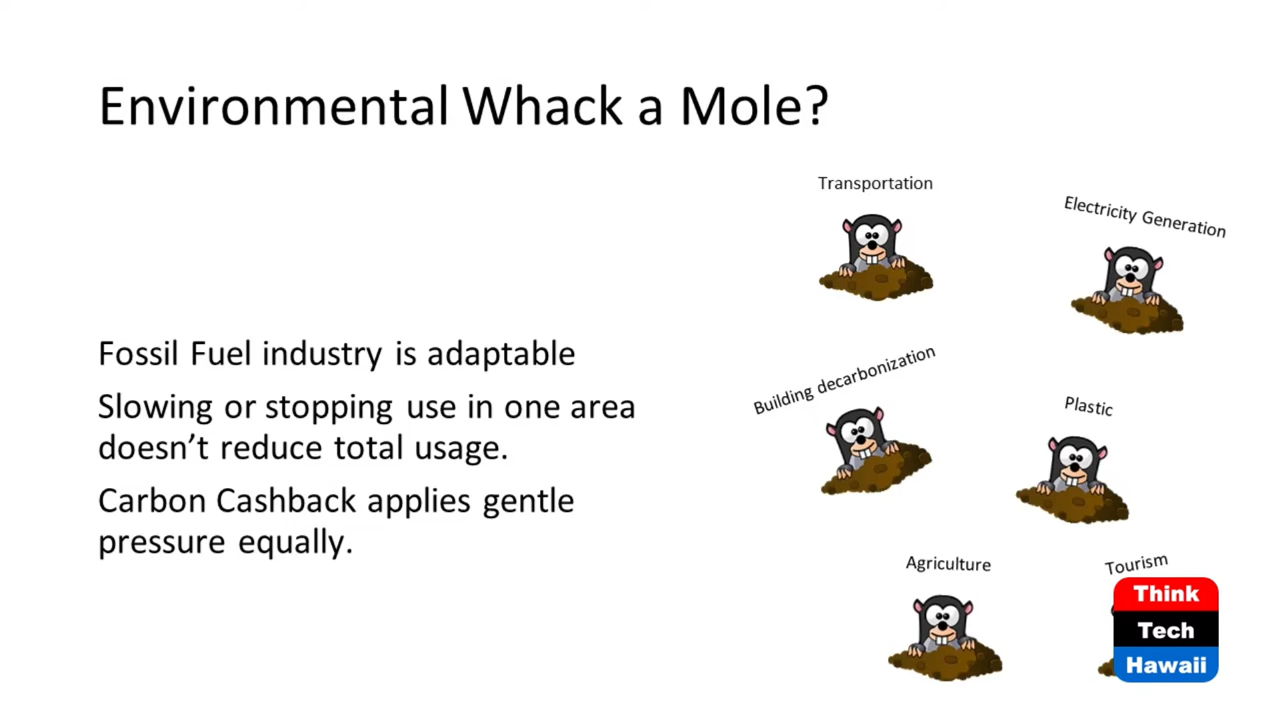 Environmental Whack a Mole?
Transportation
Electricity Generation
Fossil Fuel industry is adaptable
Slowing or stopping use in one area
doesn't reduce total usage.
Carbon Cashback applies gentle
pressure equally.
Building decarbonization
Plastic
Agriculture
Tourism
Think
Tech
Hawaii